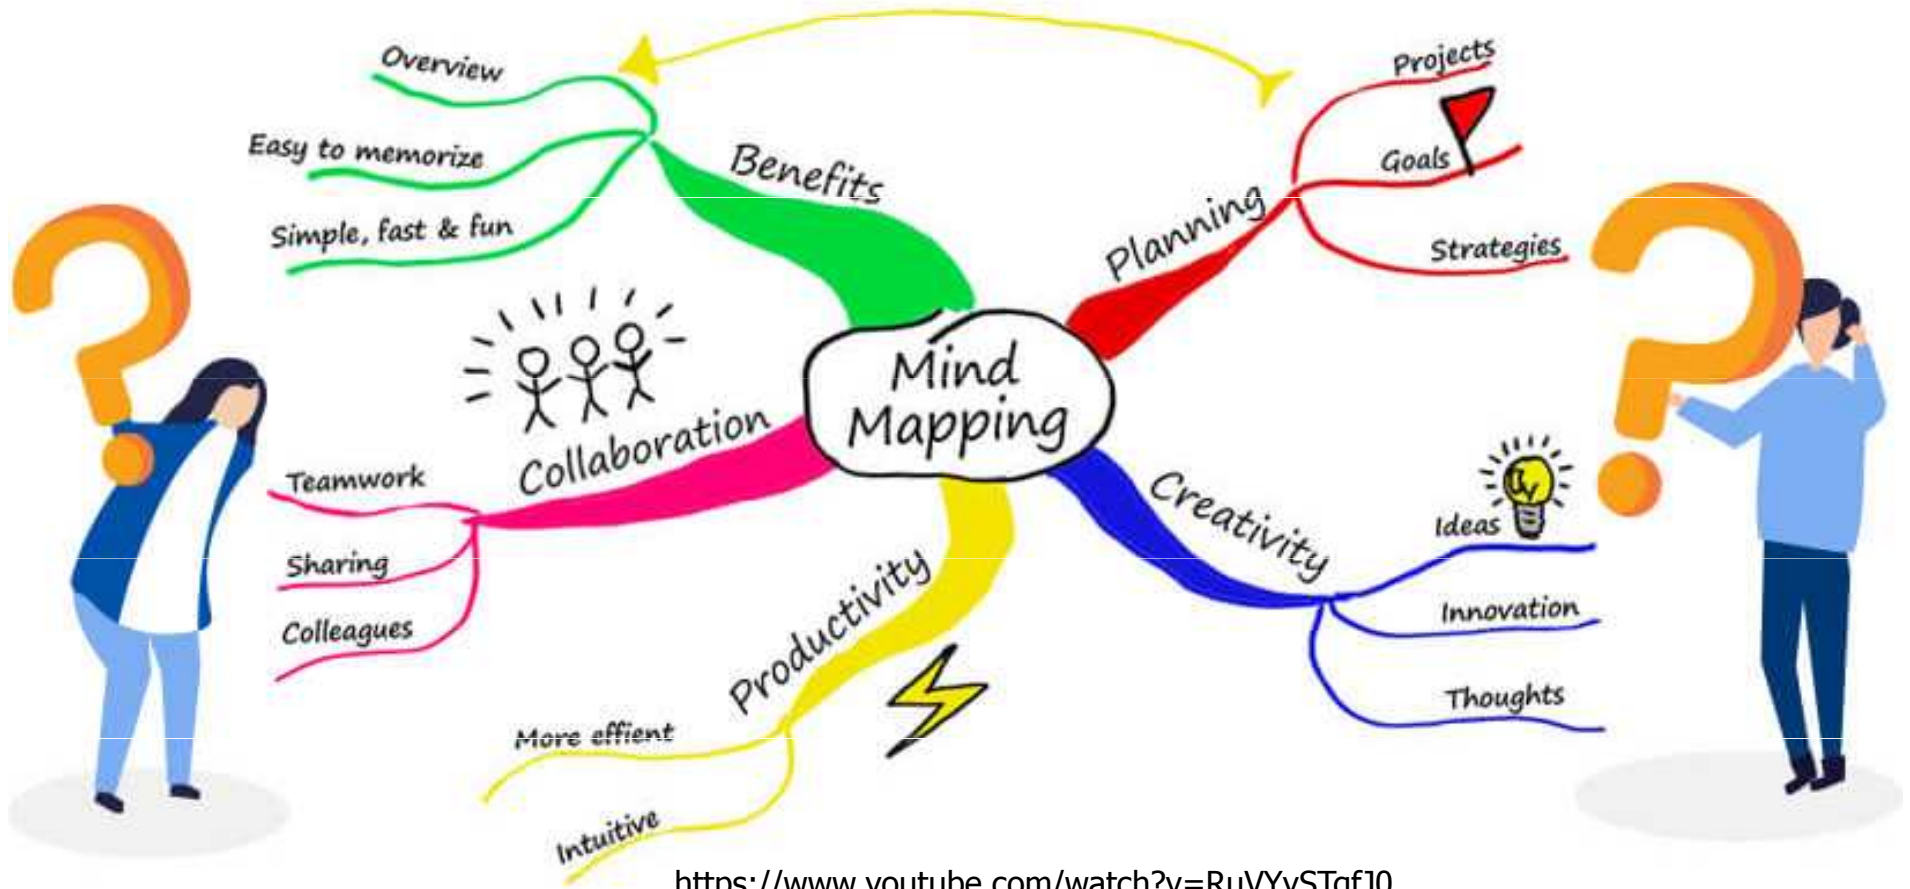 Mind
Mapping
Benefits
Overview
Easy to memorize
Simple, fast & fun
Planning
Projects
Goals
Strategies
Collaboration
Teamwork
Sharing
Colleagues
Creativity
Ideas
Innovation
Thoughts
Productivity
More effient
Intuitive